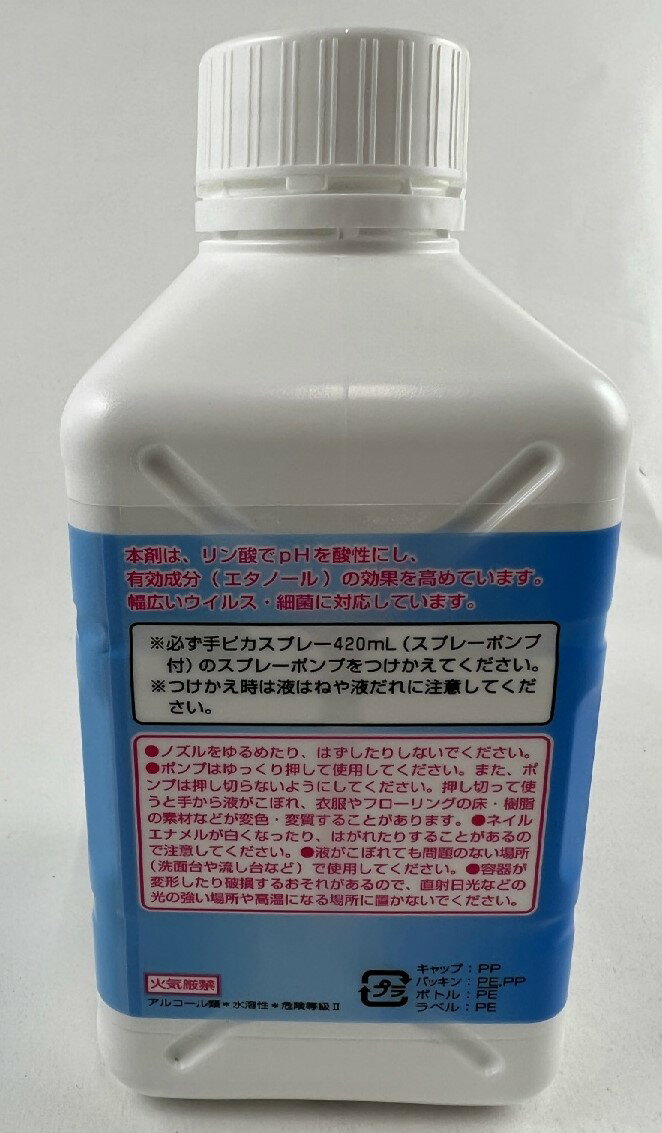 本剤は、リン酸でpHを酸性にし、
有効成分(エタノール)の効果を高めています。
幅広いウイルス・細菌に対応しています。
※必ず手ピカスプレー420mL(スプレーポンプ
付)のスプレーポンプをつけかえてください。
※つけかえ時は液はねや液だれに注意してくだ
さい。
●ノズルをゆるめたり、はずしたりしないでください。
●ポンプはゆっくり押して使用してください。また、ポ
ンプは押し切らないようにしてください。押し切って使
うと手から液がこぼれ、衣服やフローリングの床・樹脂
の素材などが変色・変質することがあります。●ネイル
エナメルが白くなったり、はがれたりすることがあるの
で注意してください。●液がこぼれても問題のない場所
(洗面台や流し台など)で使用してください。●容器が
変形したり破損するおそれがあるので、直射日光などの
光の強い場所や高温になる場所に置かないでください。
火気厳禁
アルコール類*水溶性*危険等級Ⅱ
プラ
キャップ:PP
パッキン:PE,PP
ボトル:PE
ラベル:PE